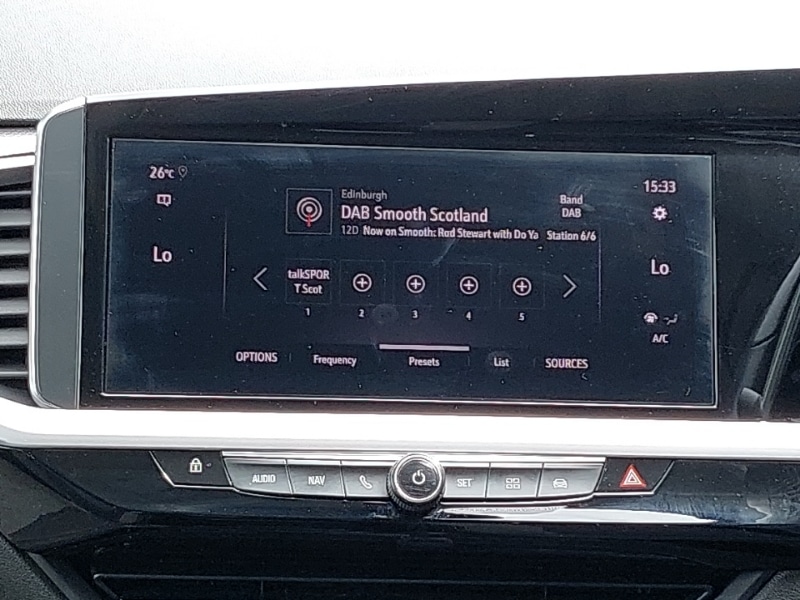 26°C
15:33
Edinburgh
Band
DAB Smooth Scotland
DAB
12D Now on Smooth: Rod Stewart with Do Ya Station 6/6
Lo
Lo
talkSPOR
T Scot
1 2 3 4 5
A/C
OPTIONS Frequency Presets List SOURCES
AUDIO NAV SET